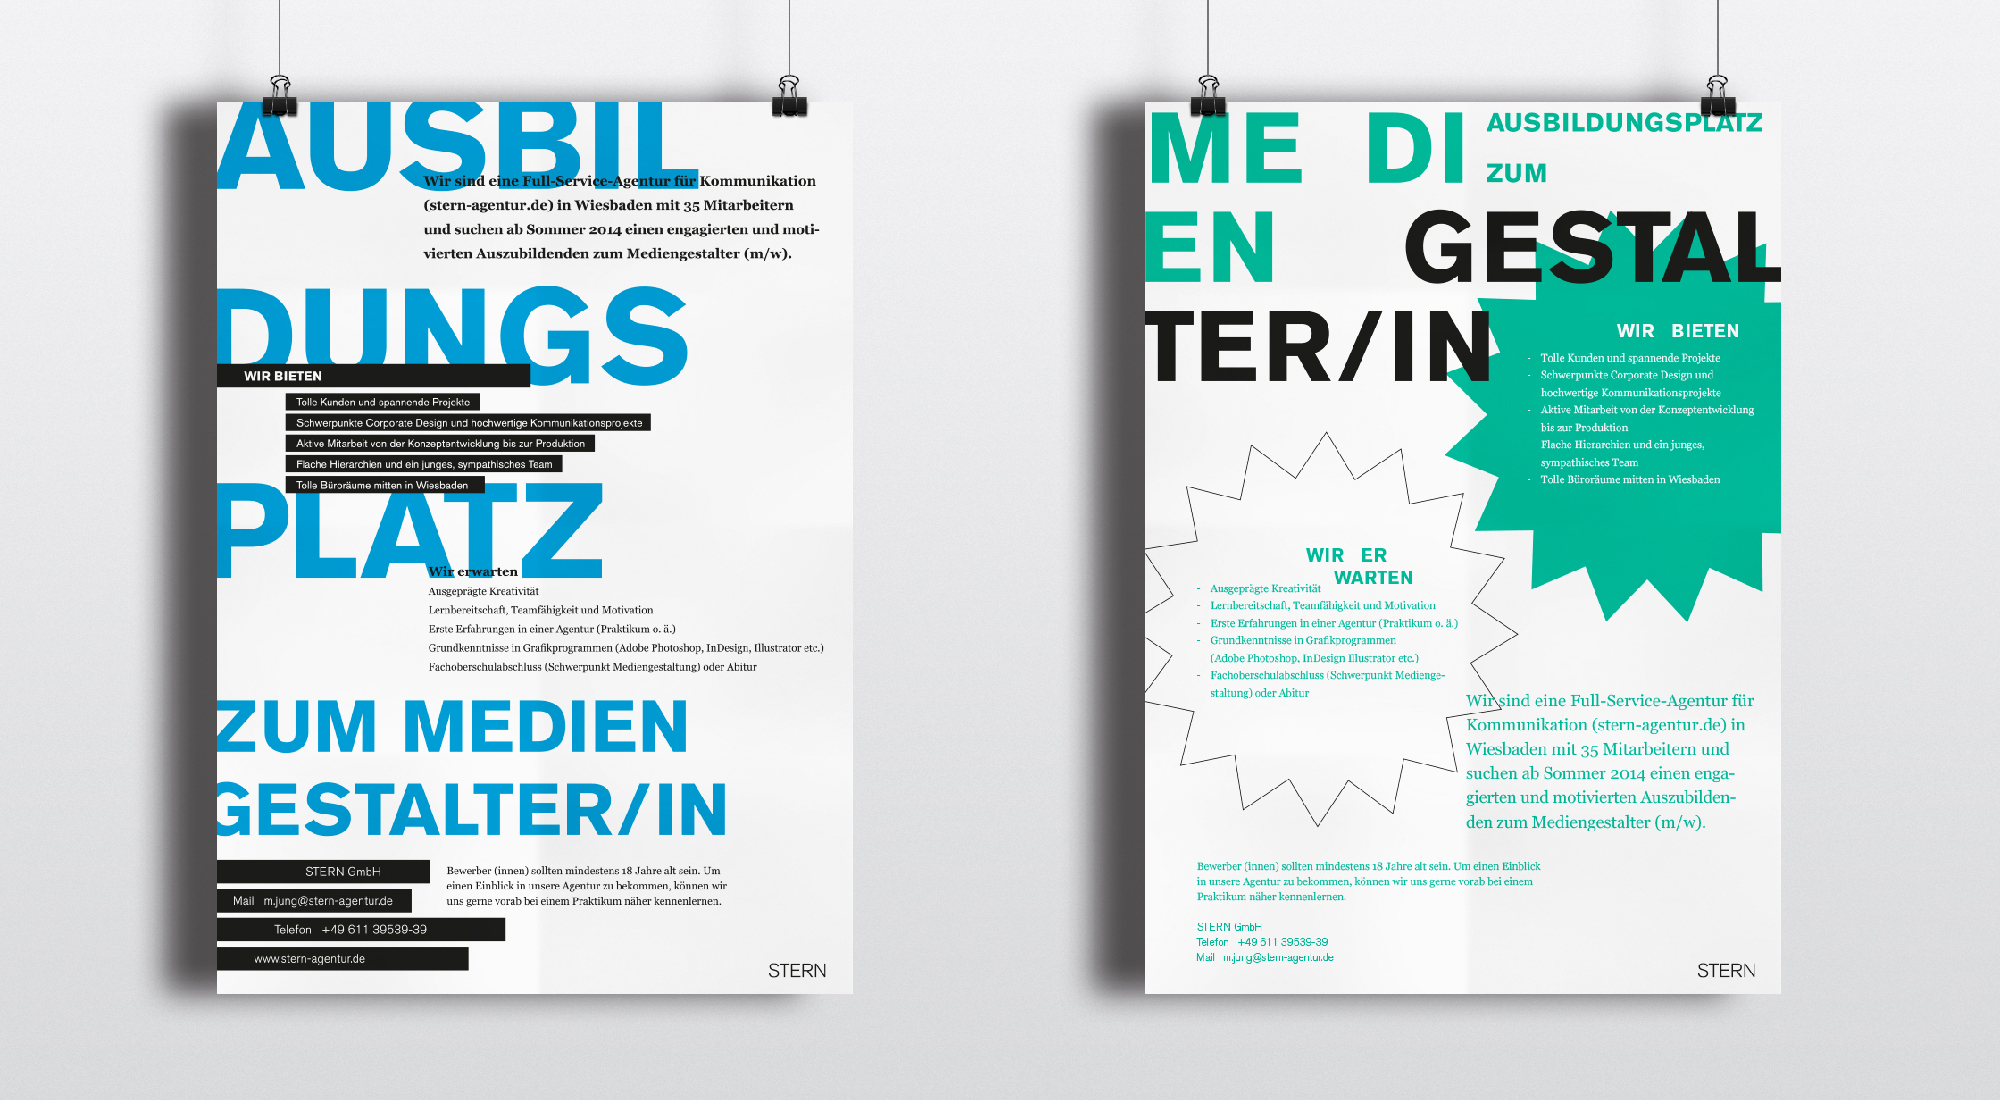 AUSBIL
Wir sind eine Full-Service-Agentur für Kommunikation
(stern-agentur.de) in Wiesbaden mit 35 Mitarbeitern
und suchen ab Sommer 2014 einen engagierten und moti-
vierten Auszubildenden zum Mediengestalter (m/w).
DUNGS
WIR BIETEN
Tolle Kunden und spannende Projekte
Schwerpunkte Corporate Design und hochwertige Kommunikationsprojekte
Aktive Mitarbeit von der Konzeptentwicklung bis zur Produktion
Flache Hierarchien und ein junges, sympathisches Team
Tolle Büroräume mitten in Wiesbaden
PLATZ
Wir erwarten
Ausgeprägte Kreativität
Lernbereitschaft, Teamfähigkeit und Motivation
Erste Erfahrungen in einer Agentur (Praktikum o. ä.)
Grundkenntnisse in Grafikprogrammen (Adobe Photoshop, InDesign, Illustrator etc.)
Fachoberschulabschluss (Schwerpunkt Mediengestaltung) oder Abitur
ZUM MEDIEN
GESTALTER/IN
STERN GmbH
Mail m.jung@stern-agentur.de
Telefon +49 611 39539-39
www.stern-agentur.de
Bewerber (innen) sollten mindestens 18 Jahre alt sein. Um
einen Einblick in unsere Agentur zu bekommen, können wir
uns gerne vorab bei einem Praktikum näher kennenlernen.
STERN
ME DI
AUSBILDUNGSPLATZ
ZUM
EN GESTAL
TER/IN
WIR BIETEN
- Tolle Kunden und spannende Projekte
- Schwerpunkte Corporate Design und
hochwertige Kommunikationsprojekte
- Aktive Mitarbeit von der Konzeptentwicklung
bis zur Produktion
Flache Hierarchien und ein junges,
sympathisches Team
- Tolle Büroräume mitten in Wiesbaden
WIR ER
WARTEN
- Ausgeprägte Kreativität
- Lernbereitschaft, Teamfähigkeit und Motivation
- Erste Erfahrungen in einer Agentur (Praktikum o. ä.)
- Grundkenntnisse in Grafikprogrammen
(Adobe Photoshop, InDesign Illustrator etc.)
- Fachoberschulabschluss (Schwerpunkt Medienge-
staltung) oder Abitur
Wir sind eine Full-Service-Agentur für
Kommunikation (stern-agentur.de) in
Wiesbaden mit 35 Mitarbeitern und
suchen ab Sommer 2014 einen enga-
gierten und motivierten Auszubilden-
den zum Mediengestalter (m/w).
Bewerber (innen) sollten mindestens 18 Jahre alt sein. Um einen Einblick
in unsere Agentur zu bekommen, können wir uns gerne vorab bei einem
Praktikum näher kennenlernen.
STERN GmbH
Telefon +49 611 39539-39
Mail m.jung@stern-agentur.de
STERN